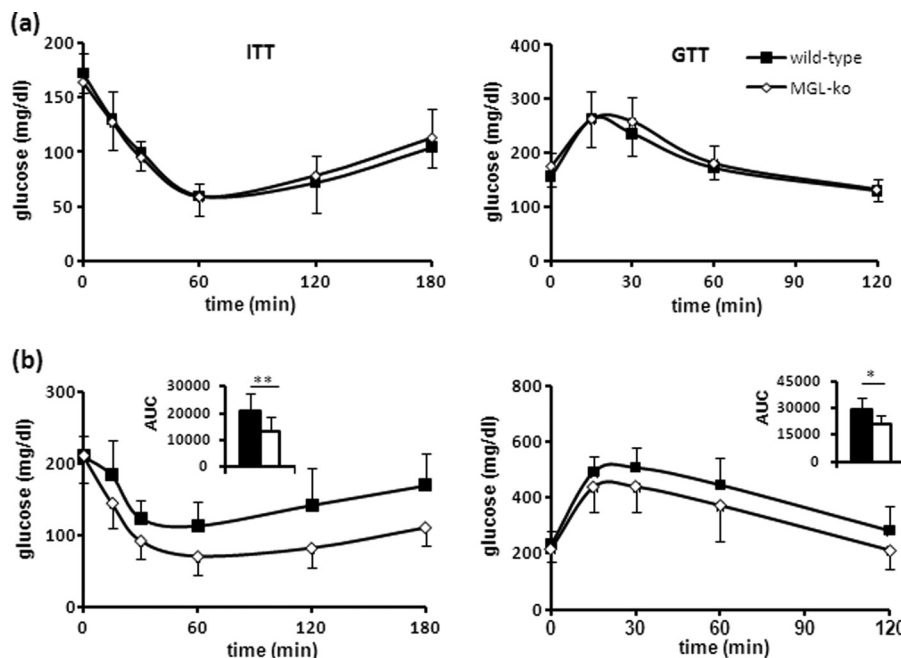 (a)
ITT
GTT
wild-type
MGL-ko
glucose (mg/dl)
200
150
100
50
0
0 60 120 180
time (min)
glucose (mg/dl)
400
300
200
100
0
0 30 60 90 120
time (min)
(b)
glucose (mg/dl)
300
200
100
0
0 60 120 180
time (min)
AUC
30000
20000
10000
0
**
glucose (mg/dl)
800
600
400
200
0
0 30 60 90 120
time (min)
AUC
45000
30000
15000
0
*